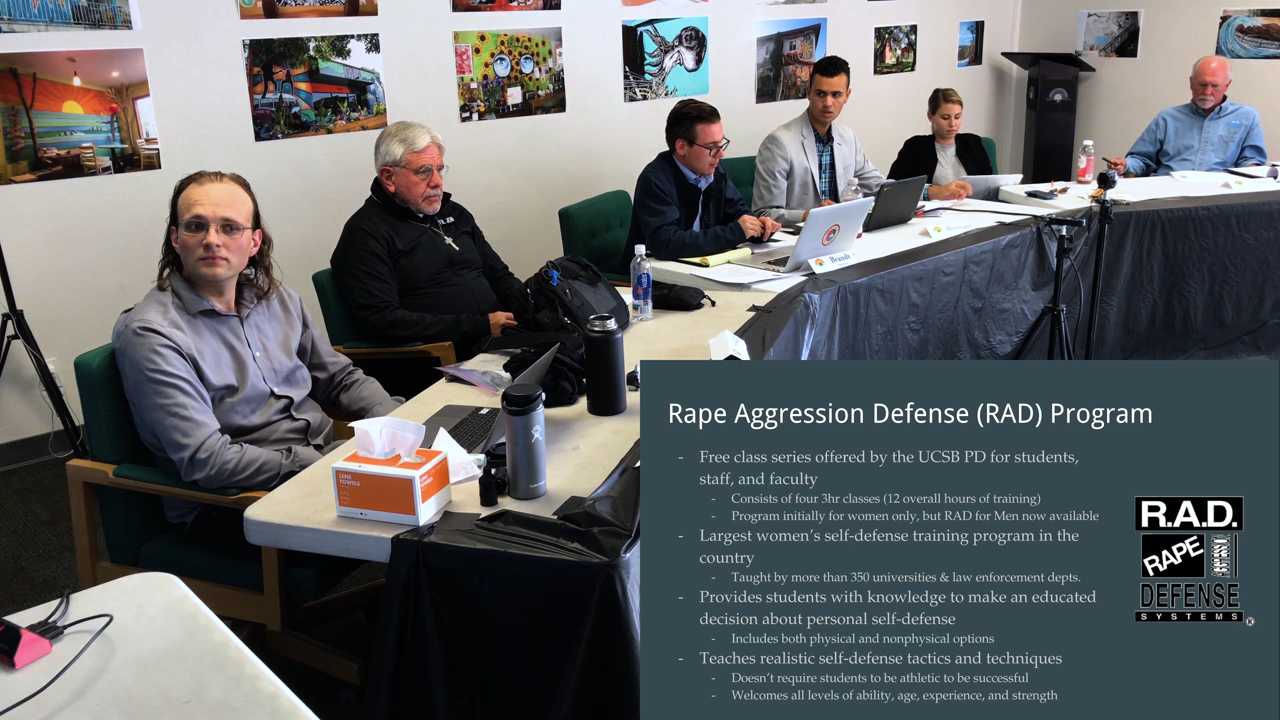 FR. JON
Brandt
LENS
TOWELS
Rape Aggression Defense (RAD) Program
- Free class series offered by the UCSB PD for students,
staff, and faculty
- Consists of four 3hr classes (12 overall hours of training)
- Program initially for women only, but RAD for Men now available
- Largest women’s self-defense training program in the
country
- Taught by more than 350 universities & law enforcement depts.
- Provides students with knowledge to make an educated
decision about personal self-defense
- Includes both physical and nonphysical options
- Teaches realistic self-defense tactics and techniques
- Doesn’t require students to be athletic to be successful
- Welcomes all levels of ability, age, experience, and strength
R.A.D.
RAPE
DEFENSE
SYSTEMS
®